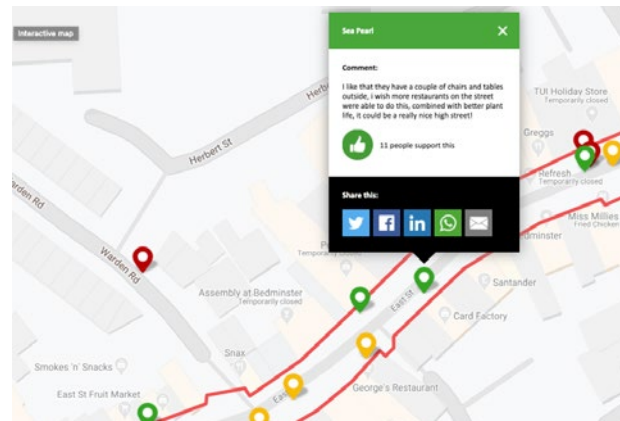 Interactive map
Sea Pearl
Comment:
I like that they have a couple of chairs and tables
outside, i wish more restaurants on the street
were able to do this, combined with better plant
life, it could be a really nice high street!
11 people support this
Share this:
TUI Holiday Store
Temporarily closed
Greggs
Herbert St
Herb
Refresh
Temporarily closed
Miss Millies
Fried Chicken
edminster
Warden Rd
arden Rd
Assembly at Bedminster
Temporarily closed
East St
Santander
Card Factory
Snax
Smokes 'n' Snacks
East St Fruit Market
George's Restaurant